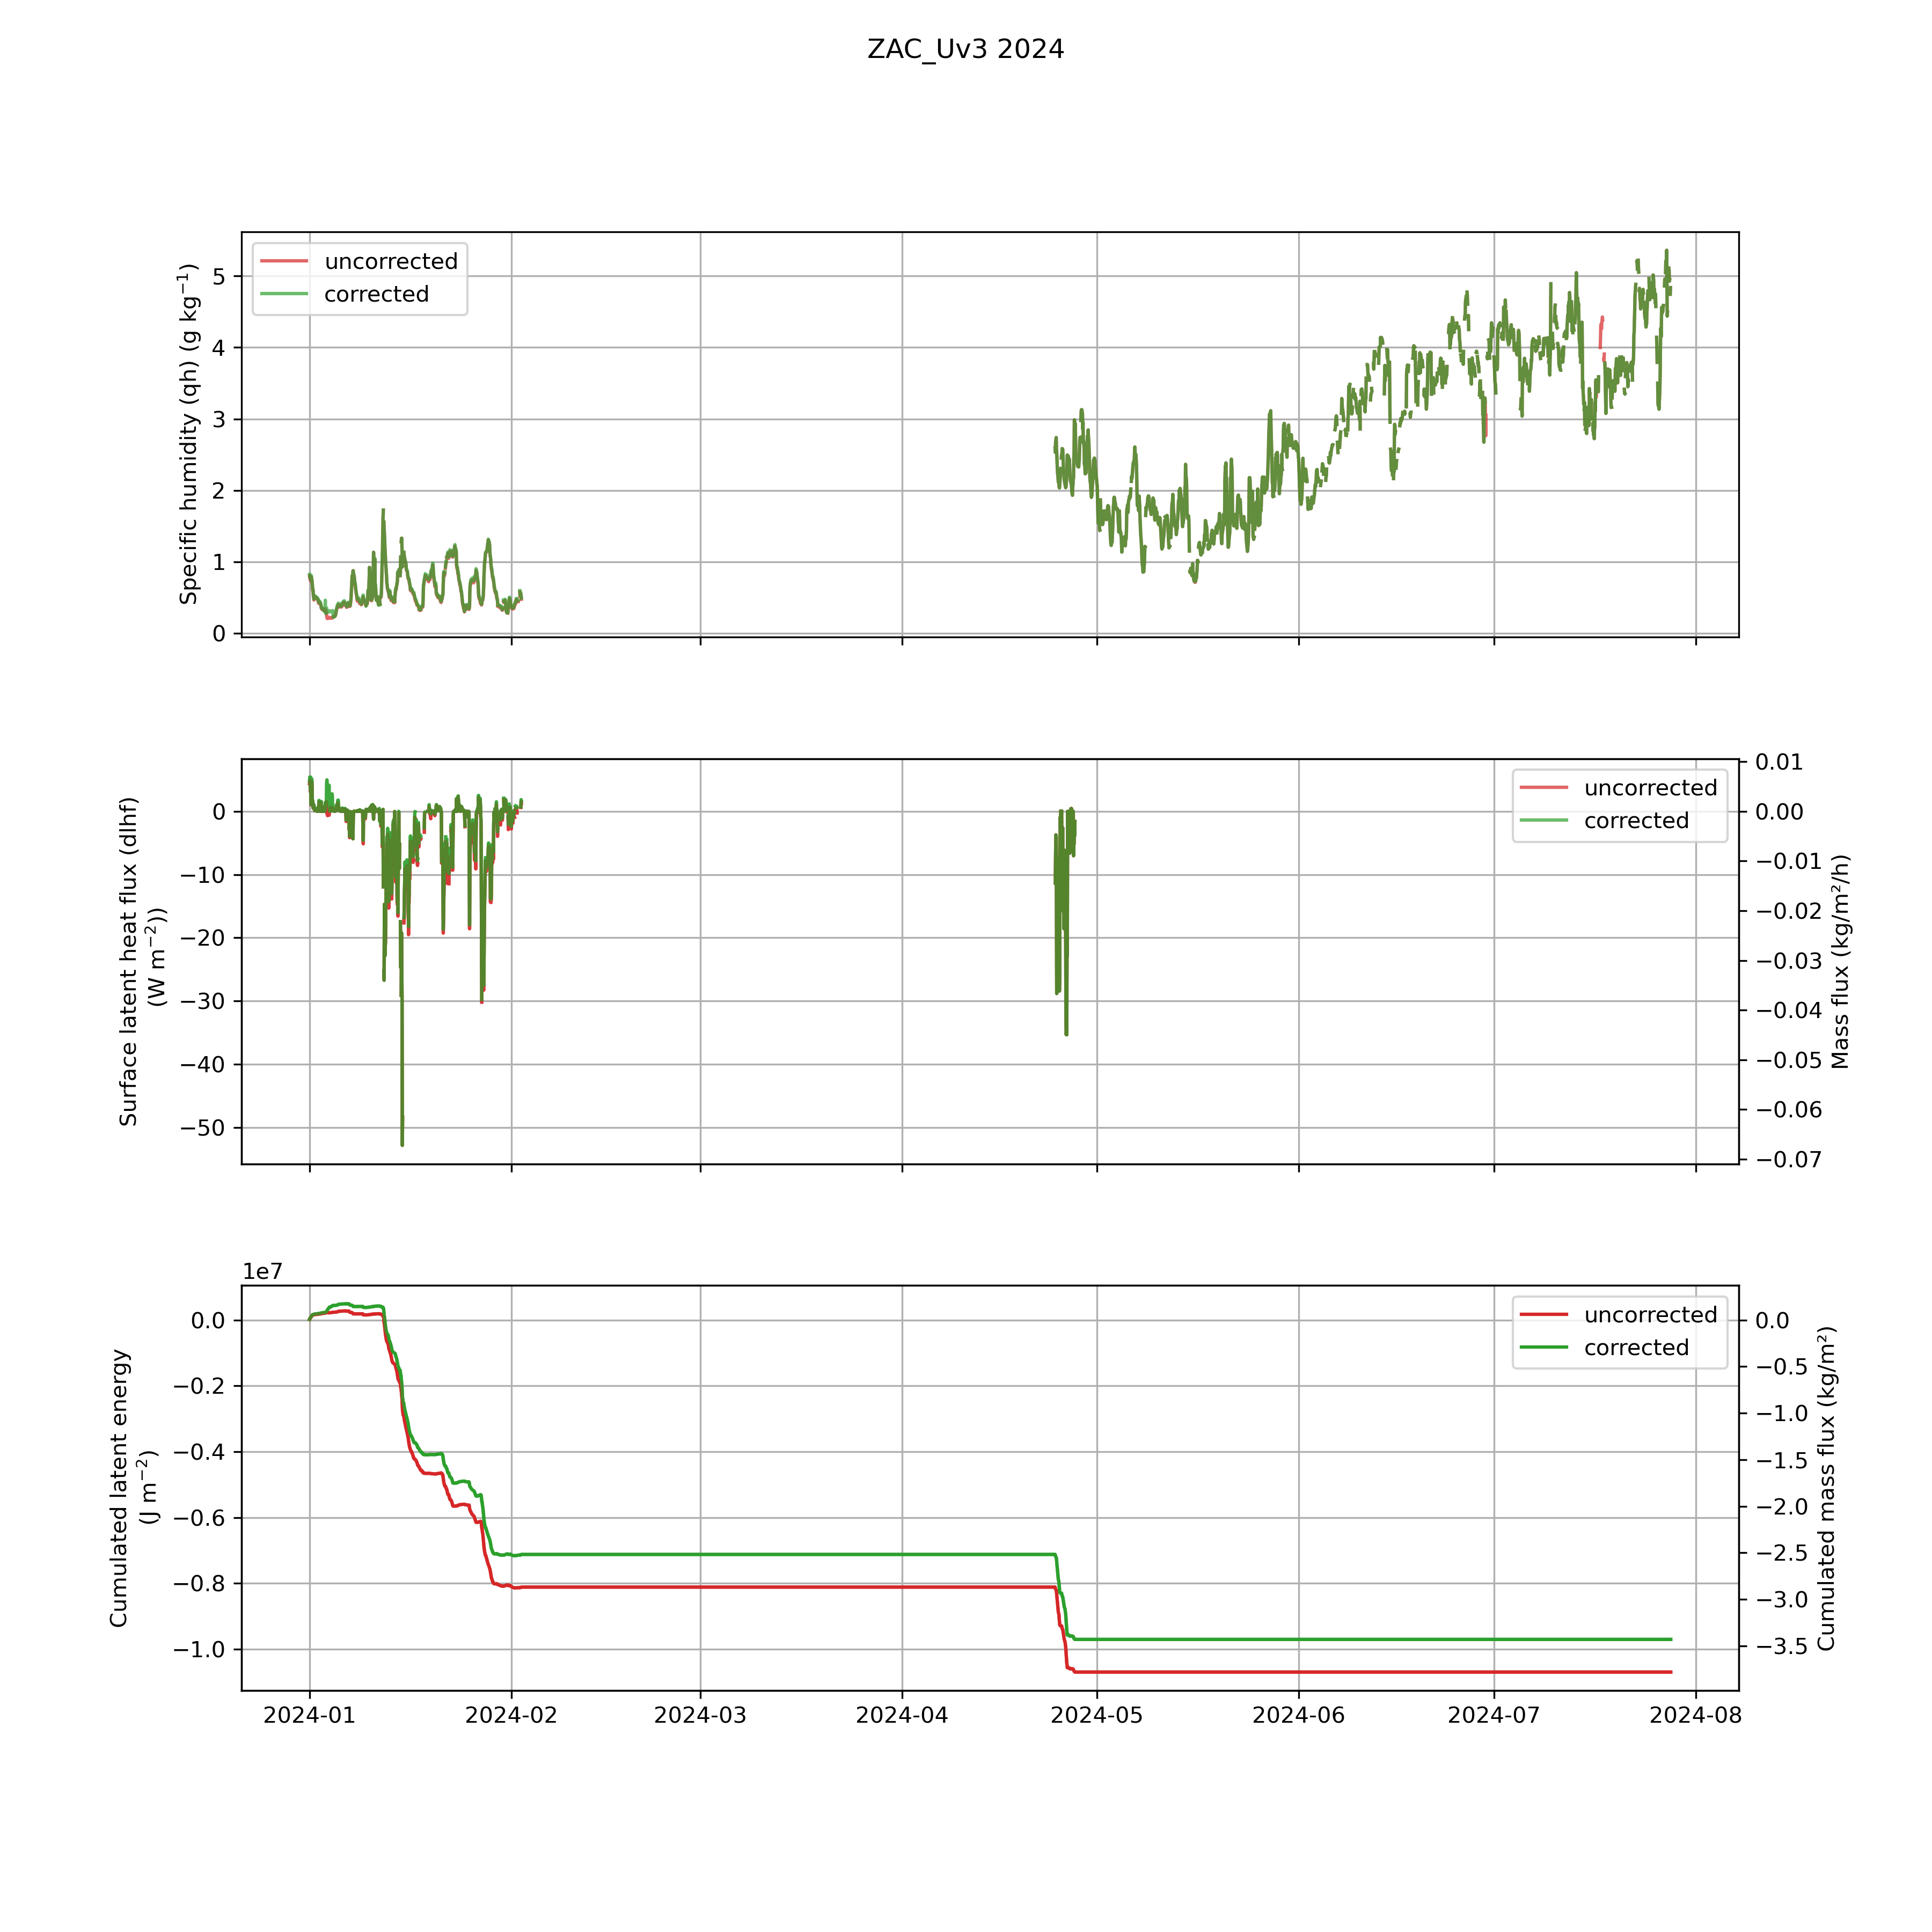 ZAC_Uv3 2024
Specific humidity (qh) (g kg⁻¹)
5
4
3
2
1
0
uncorrected
corrected
Surface latent heat flux (dlhf)
(W m⁻²))
0
−10
−20
−30
−40
−50
uncorrected
corrected
0.01
0.00
−0.01
−0.02
−0.03
−0.04
−0.05
−0.06
−0.07
Mass flux (kg/m²/h)
1e7
Cumulated latent energy
(J m⁻²)
0.0
−0.2
−0.4
−0.6
−0.8
−1.0
uncorrected
corrected
0.0
−0.5
−1.0
−1.5
−2.0
−2.5
−3.0
−3.5
Cumulated mass flux (kg/m²)
2024-01
2024-02
2024-03
2024-04
2024-05
2024-06
2024-07
2024-08